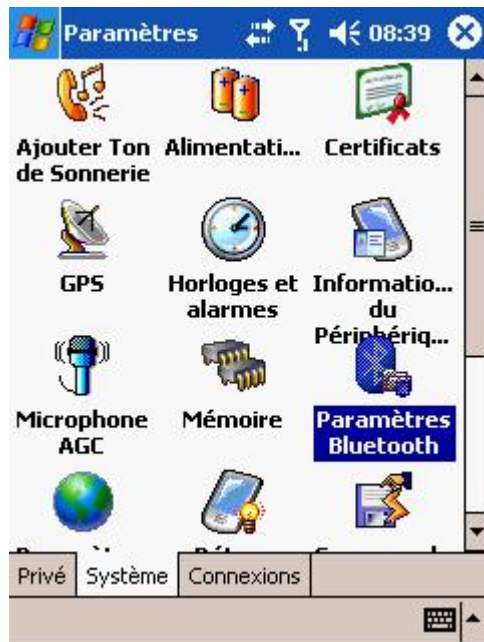 Paramètres 08:39
Ajouter Ton de Sonnerie
Alimentati...
Certificats
GPS
Horloges et alarmes
Informatio... du Périphériq...
Microphone AGC
Mémoire
Paramètres Bluetooth
Privé Système Connexions